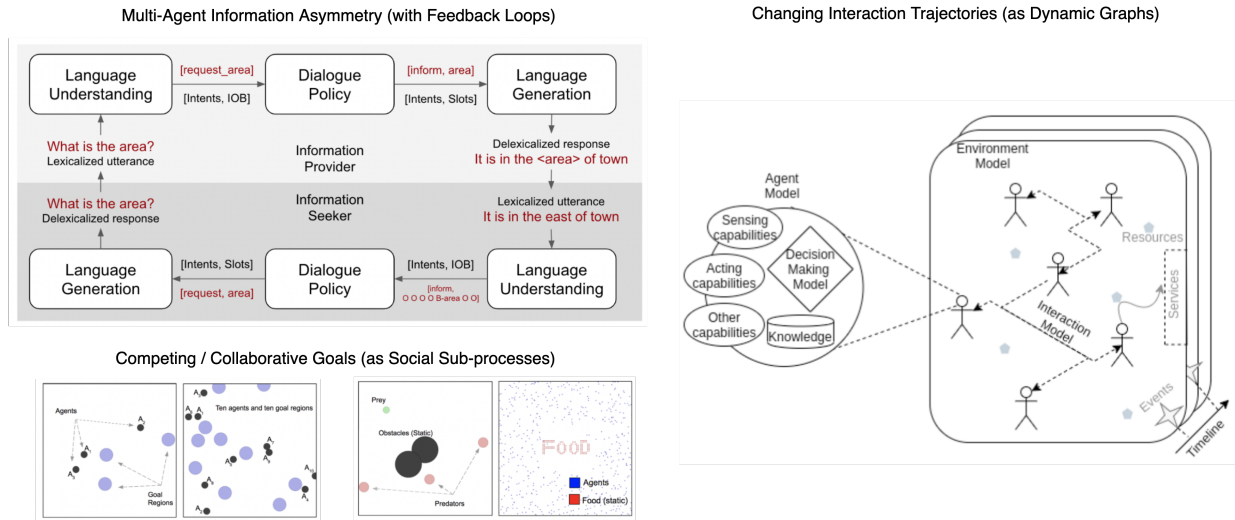 Multi-Agent Information Asymmetry (with Feedback Loops)
Language
Understanding
[request_area]
[Intents, IOB]
Dialogue
Policy
[inform, area]
[Intents, Slots]
Language
Generation
What is the area?
Lexicalized utterance
Information
Provider
Delexicalized response
It is in the <area> of town
What is the area?
Delexicalized response
Information
Seeker
Lexicalized utterance
It is in the east of town
Language
Generation
[Intents, Slots]
[request, area]
Dialogue
Policy
[Intents, IOB]
[inform,
O O O O B-area O O]
Language
Understanding
Competing / Collaborative Goals (as Social Sub-processes)
Agents
Goal
Regions
Ten agents and ten goal regions
Prey
Obstacles (Static)
Predators
FOOD
Agents
Food (static)
Changing Interaction Trajectories (as Dynamic Graphs)
Agent
Model
Sensing
capabilities
Acting
capabilities
Other
capabilities
Decision
Making
Model
Knowledge
Environment
Model
Resources
Services
Interaction
Model
Events
Timeline